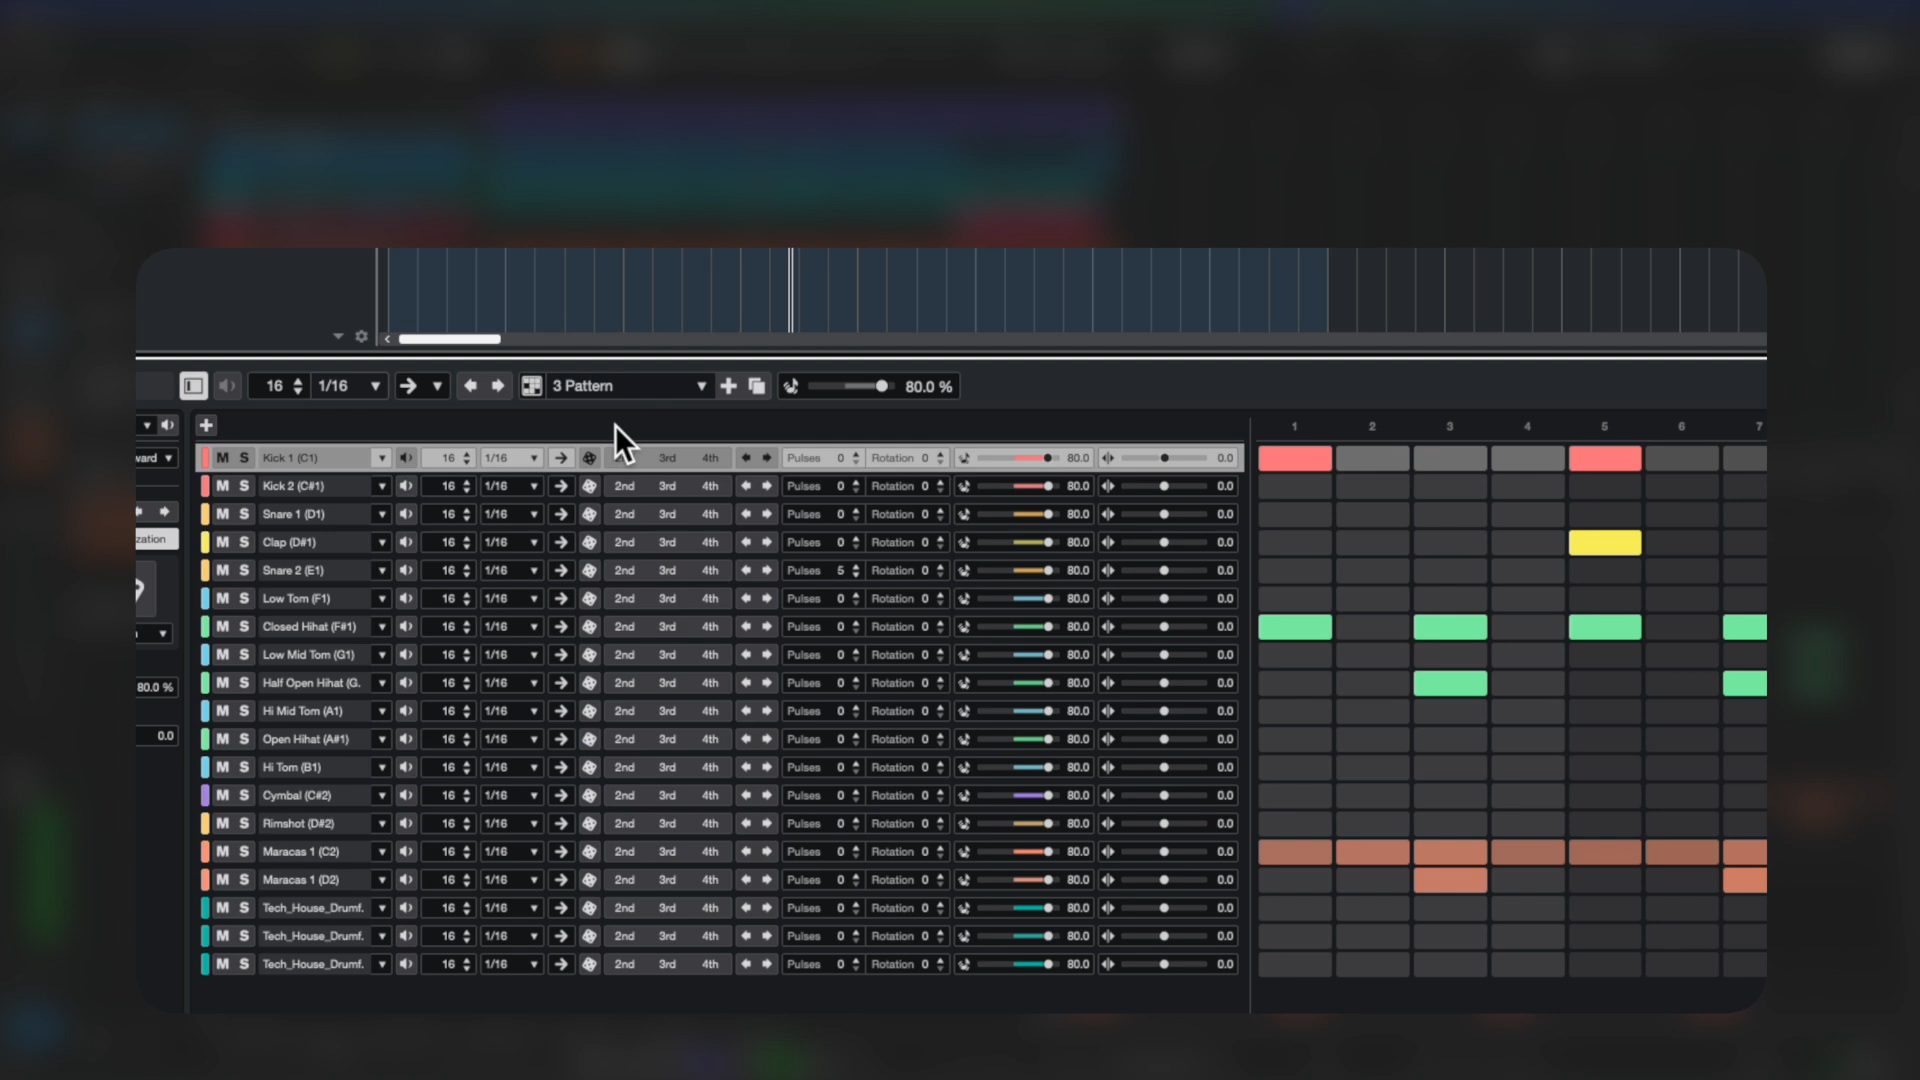 16 1/16 3 Pattern 80.0 %
1 2 3 4 5 6 7
ward
zation
80.0 %
0.0
M S Kick 1 (C1) 16 1/16 3rd 4th Pulses 0 Rotation 0 80.0 0.0
M S Kick 2 (C#1) 16 1/16 2nd 3rd 4th Pulses 0 Rotation 0 80.0 0.0
M S Snare 1 (D1) 16 1/16 2nd 3rd 4th Pulses 0 Rotation 0 80.0 0.0
M S Clap (D#1) 16 1/16 2nd 3rd 4th Pulses 0 Rotation 0 80.0 0.0
M S Snare 2 (E1) 16 1/16 2nd 3rd 4th Pulses 5 Rotation 0 80.0 0.0
M S Low Tom (F1) 16 1/16 2nd 3rd 4th Pulses 0 Rotation 0 80.0 0.0
M S Closed Hihat (F#1) 16 1/16 2nd 3rd 4th Pulses 0 Rotation 0 80.0 0.0
M S Low Mid Tom (G1) 16 1/16 2nd 3rd 4th Pulses 0 Rotation 0 80.0 0.0
M S Half Open Hihat (G. 16 1/16 2nd 3rd 4th Pulses 0 Rotation 0 80.0 0.0
M S Hi Mid Tom (A1) 16 1/16 2nd 3rd 4th Pulses 0 Rotation 0 80.0 0.0
M S Open Hihat (A#1) 16 1/16 2nd 3rd 4th Pulses 0 Rotation 0 80.0 0.0
M S Hi Tom (B1) 16 1/16 2nd 3rd 4th Pulses 0 Rotation 0 80.0 0.0
M S Cymbal (C#2) 16 1/16 2nd 3rd 4th Pulses 0 Rotation 0 80.0 0.0
M S Rimshot (D#2) 16 1/16 2nd 3rd 4th Pulses 0 Rotation 0 80.0 0.0
M S Maracas 1 (C2) 16 1/16 2nd 3rd 4th Pulses 0 Rotation 0 80.0 0.0
M S Maracas 1 (D2) 16 1/16 2nd 3rd 4th Pulses 0 Rotation 0 80.0 0.0
M S Tech_House_Drumf. 16 1/16 2nd 3rd 4th Pulses 0 Rotation 0 80.0 0.0
M S Tech_House_Drumf. 16 1/16 2nd 3rd 4th Pulses 0 Rotation 0 80.0 0.0
M S Tech_House_Drumf. 16 1/16 2nd 3rd 4th Pulses 0 Rotation 0 80.0 0.0